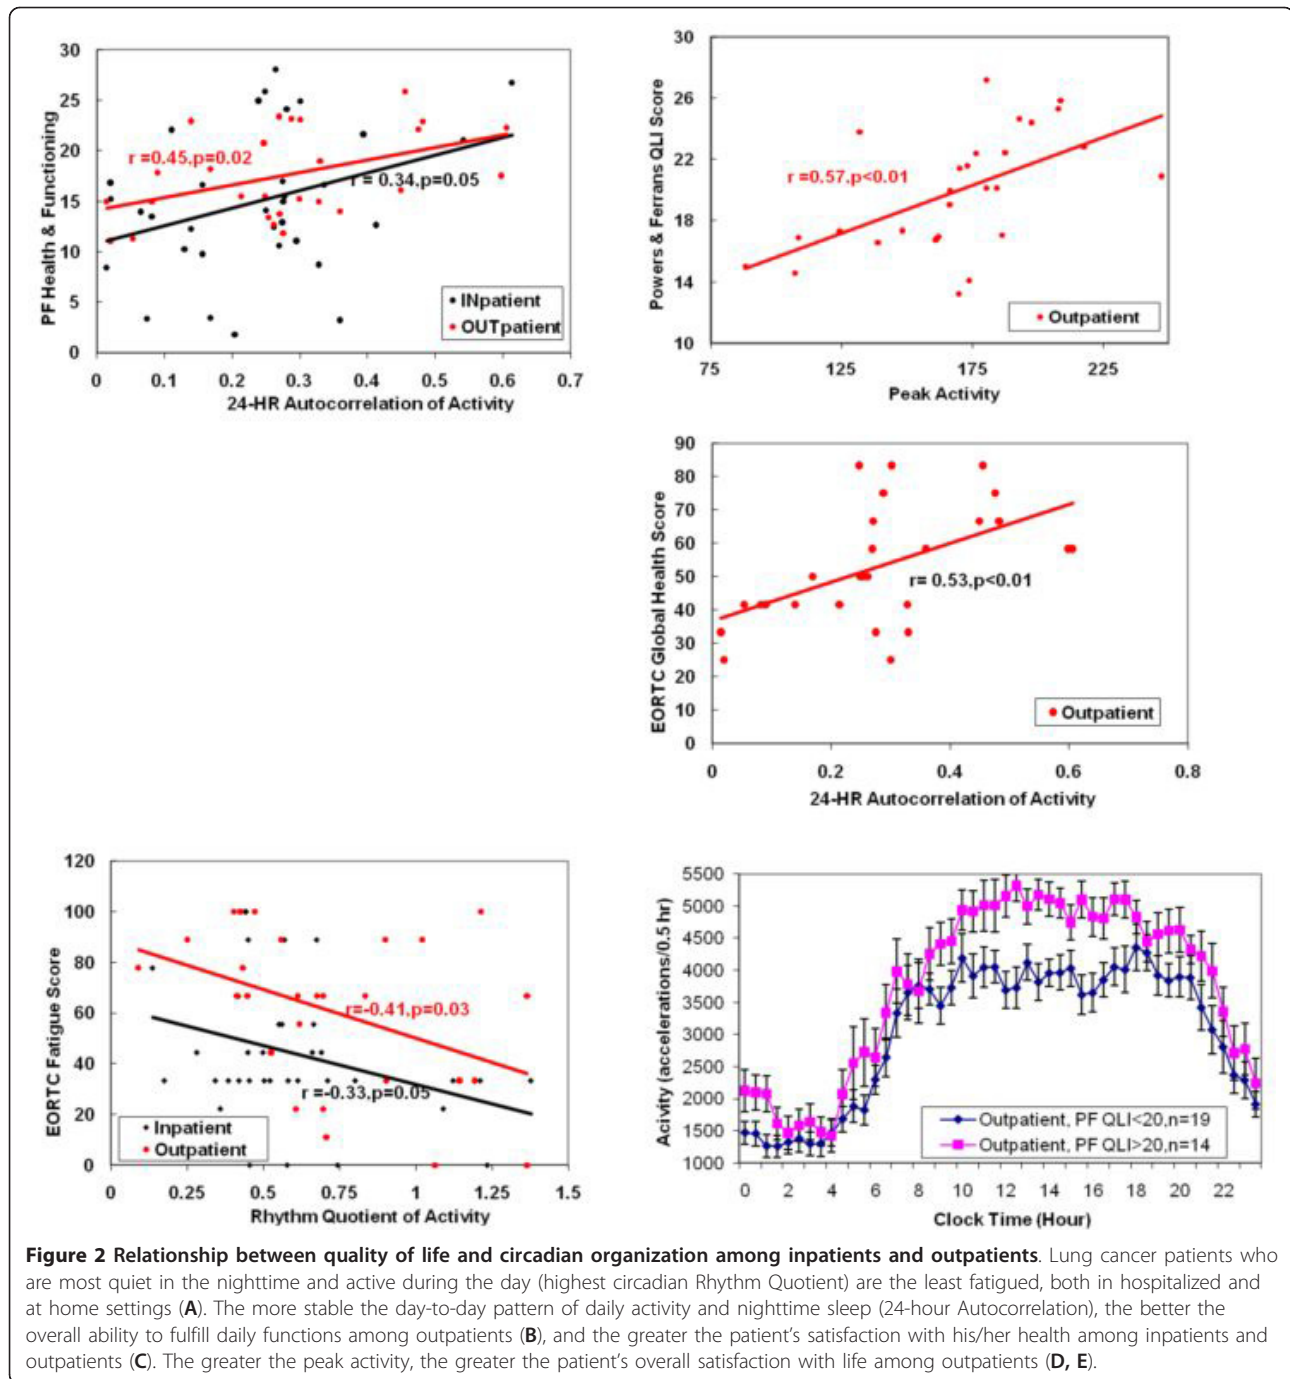 30
25
20
15
10
5
0
PF Health & Functioning
r =0.45,p=0.02
r = 0.34,p=0.05
INpatient
OUTpatient
0 0.1 0.2 0.3 0.4 0.5 0.6 0.7
24-HR Autocorrelation of Activity
30
26
22
18
14
10
Powers & Ferrans QLI Score
r =0.57,p<0.01
Outpatient
75 125 175 225
Peak Activity
90
80
70
60
50
40
30
20
10
0
EORTC Global Health Score
r= 0.53,p<0.01
Outpatient
0 0.2 0.4 0.6 0.8
24-HR Autocorrelation of Activity
120
100
80
60
40
20
0
EORTC Fatigue Score
r=-0.41,p=0.03
r =-0.33,p=0.05
Inpatient
Outpatient
0 0.25 0.5 0.75 1 1.25 1.5
Rhythm Quotient of Activity
5500
5000
4500
4000
3500
3000
2500
2000
1500
1000
Acivity (accelerations/0.5 hr)
Outpatient, PF QLI<20,n=19
Outpatient, PF QLI>20,n=14
0 2 4 6 8 10 12 14 16 18 20 22
Clock Time (Hour)
Figure 2 Relationship between quality of life and circadian organization among inpatients and outpatients. Lung cancer patients who
are most quiet in the nighttime and active during the day (highest circadian Rhythm Quotient) are the least fatigued, both in hospitalized and
at home settings (A). The more stable the day-to-day pattern of daily activity and nighttime sleep (24-hour Autocorrelation), the better the
overall ability to fulfill daily functions among outpatients (B), and the greater the patient's satisfaction with his/her health among inpatients and
outpatients (C). The greater the peak activity, the greater the patient's overall satisfaction with life among outpatients (D, E).